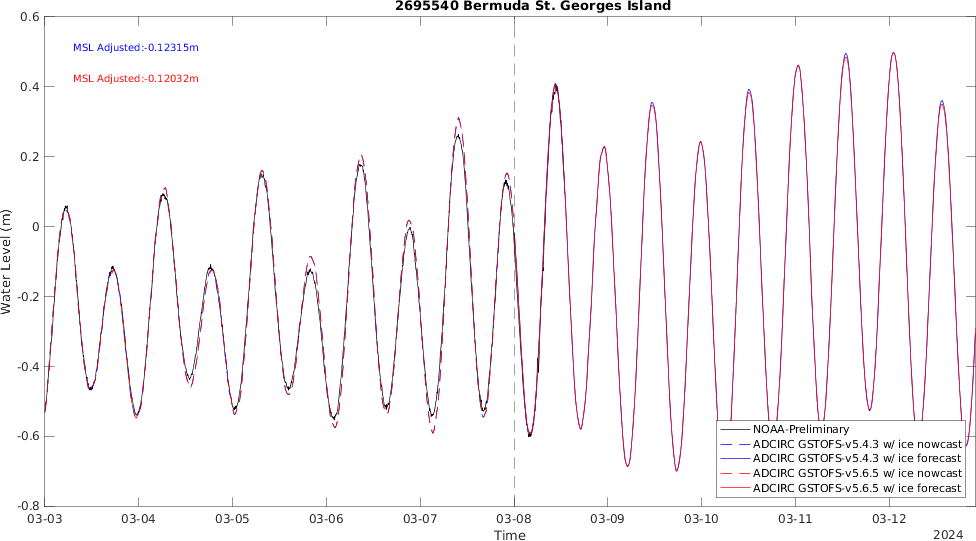 2695540 Bermuda St. Georges Island
0.6
MSL Adjusted:-0.12315m
MSL Adjusted:-0.12032m
0.4
0.2
0
-0.2
-0.4
-0.6
-0.8
Water Level (m)
NOAA-Preliminary
ADCIRC GSTOFS-v5.4.3 w/ ice nowcast
ADCIRC GSTOFS-v5.4.3 w/ ice forecast
ADCIRC GSTOFS-v5.6.5 w/ ice nowcast
ADCIRC GSTOFS-v5.6.5 w/ ice forecast
03-03 03-04 03-05 03-06 03-07 03-08 03-09 03-10 03-11 03-12
Time
2024